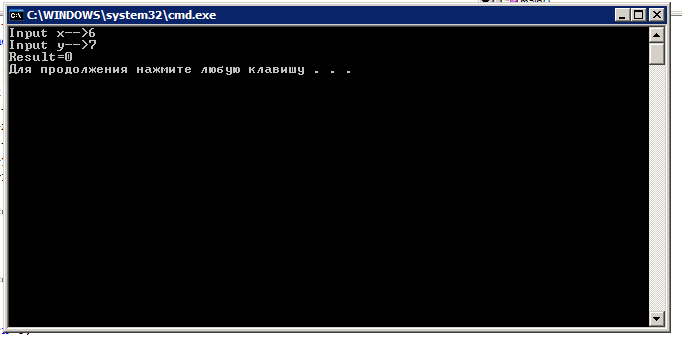 C:\WINDOWS\system32\cmd.exe
Input x-->6
Input y-->7
Result=0
Для продолжения нажмите любую клавишу . . .